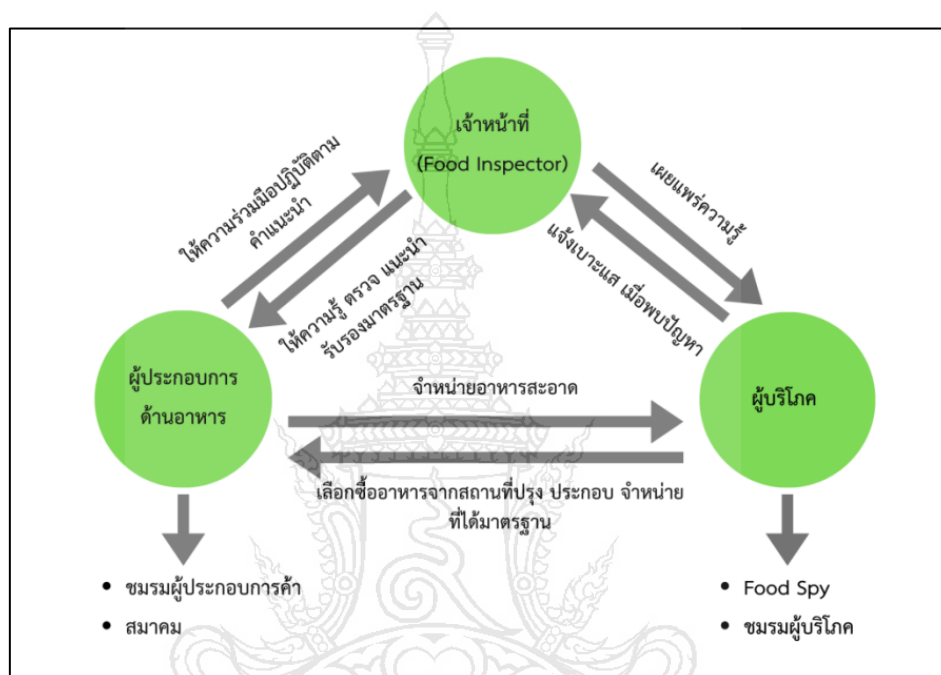 เจ้าหน้าที่
(Food Inspector)
ให้ความร่วมมือปฏิบัติตาม
คำแนะนำ
ให้ความรู้ ตรวจ แนะนำ
รับรองมาตรฐาน
เผยแพร่ความรู้
แจ้งเบาะแส เมื่อพบปัญหา
ผู้ประกอบการ
ด้านอาหาร
จำหน่ายอาหารสะอาด
ผู้บริโภค
เลือกซื้ออาหารจากสถานที่ปรุง ประกอบ จำหน่าย
ที่ได้มาตรฐาน
• ชมรมผู้ประกอบการค้า
• สมาคม
• Food Spy
• ชมรมผู้บริโภค